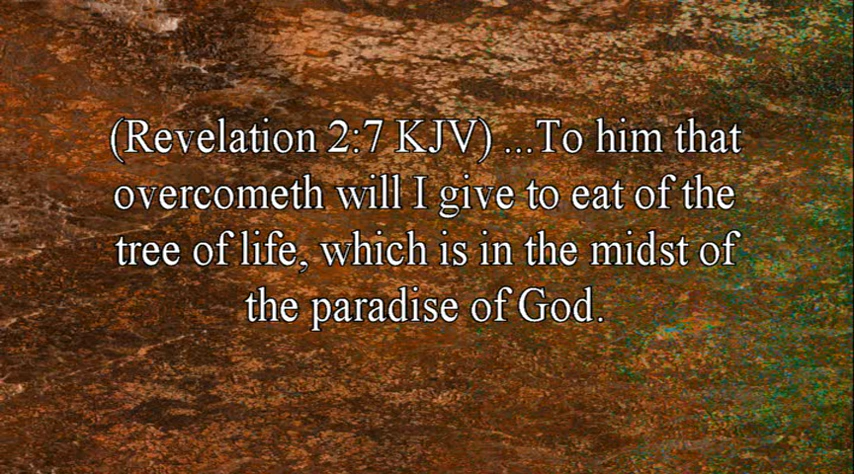 (Revelation 2:7 KJV) ...To him that
overcometh will I give to eat of the
tree of life, which is in the midst of
the paradise of God.